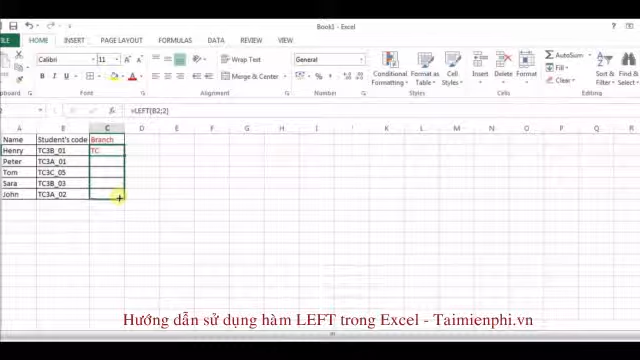 Book1 - Excel
FILE HOME INSERT PAGE LAYOUT FORMULAS DATA REVIEW VIEW
Calibri 11 A A Wrap Text General Conditional Formatting Format as Table Cell Styles Insert Delete Format AutoSum Fill Clear Sort & Filter Find & Select
B I U A Merge & Center $ %
Clipboard Font Alignment Number Styles Cells Editing
fx =LEFT(B2;2)
A B C D E F G H I J K L M N O P Q R
Name Student's code Branch
Henry TC3B_01 TC
Peter TC3A_01
Tom TC3C_05
Sara TC3B_03
John TC3A_02
Hướng dẫn sử dụng hàm LEFT trong Excel - Taimienphi.vn